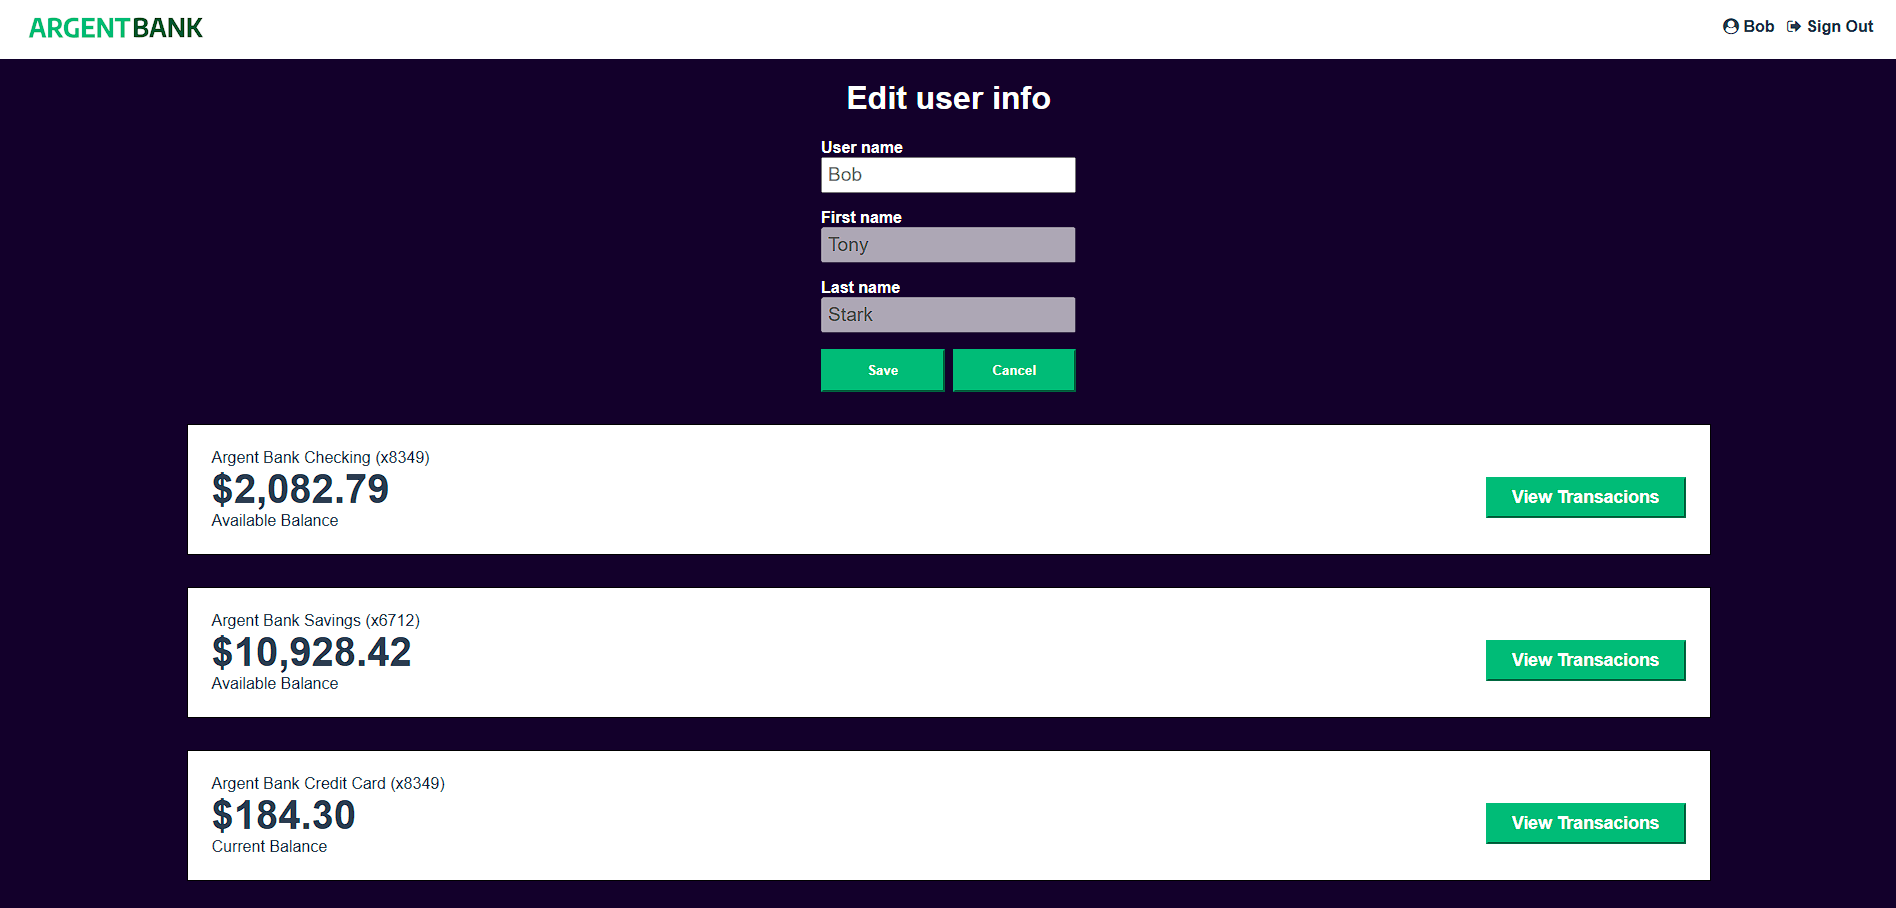 ARGENTBANK
Bob Sign Out
Edit user info
User name
Bob
First name
Tony
Last name
Stark
Save Cancel
Argent Bank Checking (x8349)
$2,082.79
Available Balance
View Transacions
Argent Bank Savings (x6712)
$10,928.42
Available Balance
View Transacions
Argent Bank Credit Card (x8349)
$184.30
Current Balance
View Transacions